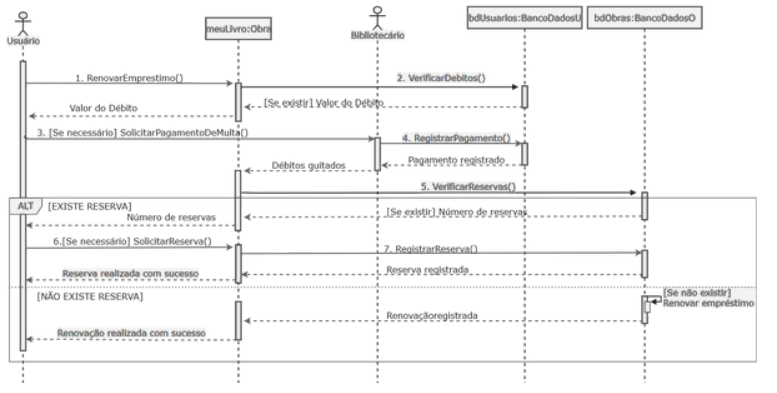 Usuário
meuLivro:Obra
Bibliotecário
bdUsuarios:BancoDadosU
bdObras:BancoDadosO
1. RenovarEmprestimo()
2. VerificarDebitos()
[Se existir] Valor do Débito
Valor do Débito
3. [Se necessário] SolicitarPagamentoDeMulta()
4. RegistrarPagamento()
Pagamento registrado
Débitos quitados
5. VerificarReservas()
ALT
[EXISTE RESERVA]
[Se existir] Número de reservas
Número de reservas
6.[Se necessário] SolicitarReserva()
7. RegistrarReserva()
Reserva registrada
Reserva realizada com sucesso
[NÃO EXISTE RESERVA]
[Se não existir]
Renovar empréstimo
Renovaçãoregistrada
Renovação realizada com sucesso